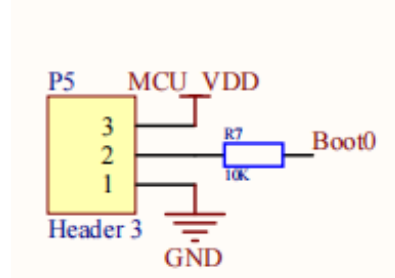 P5
MCU_VDD
3
R7
2
Boot0
10K
1
Header 3
GND